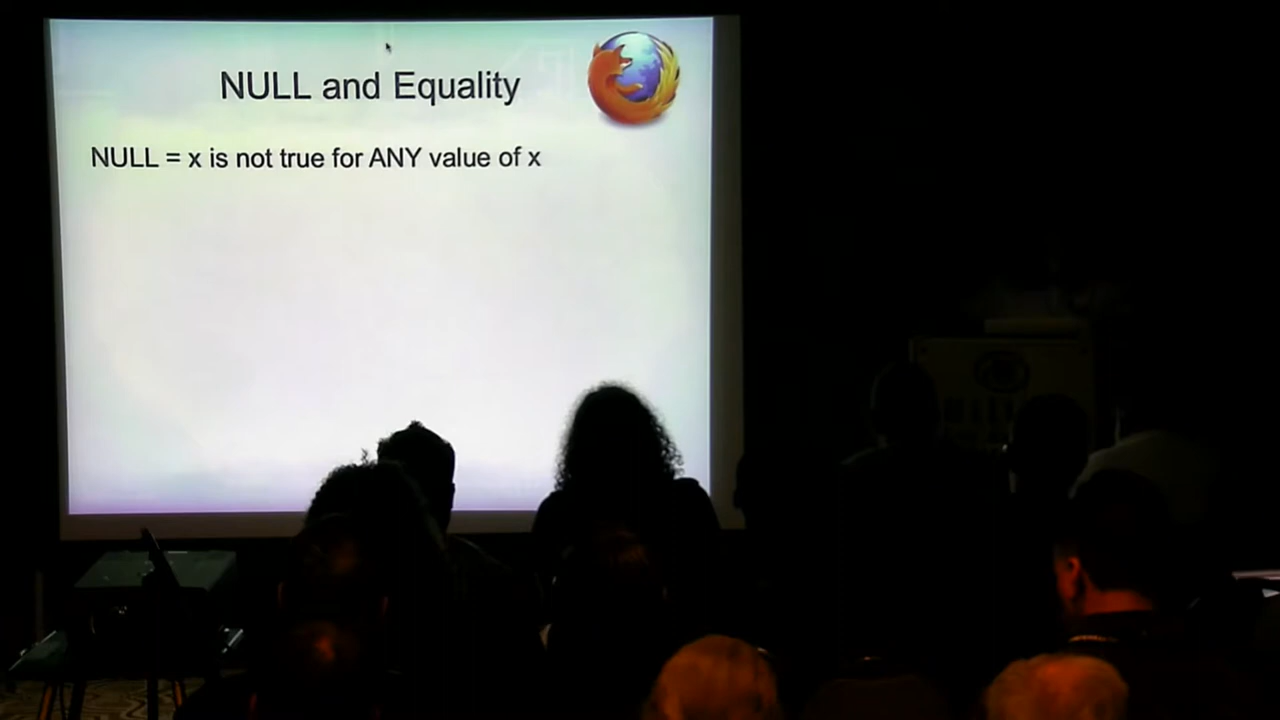 NULL and Equality
NULL = x is not true for ANY value of x